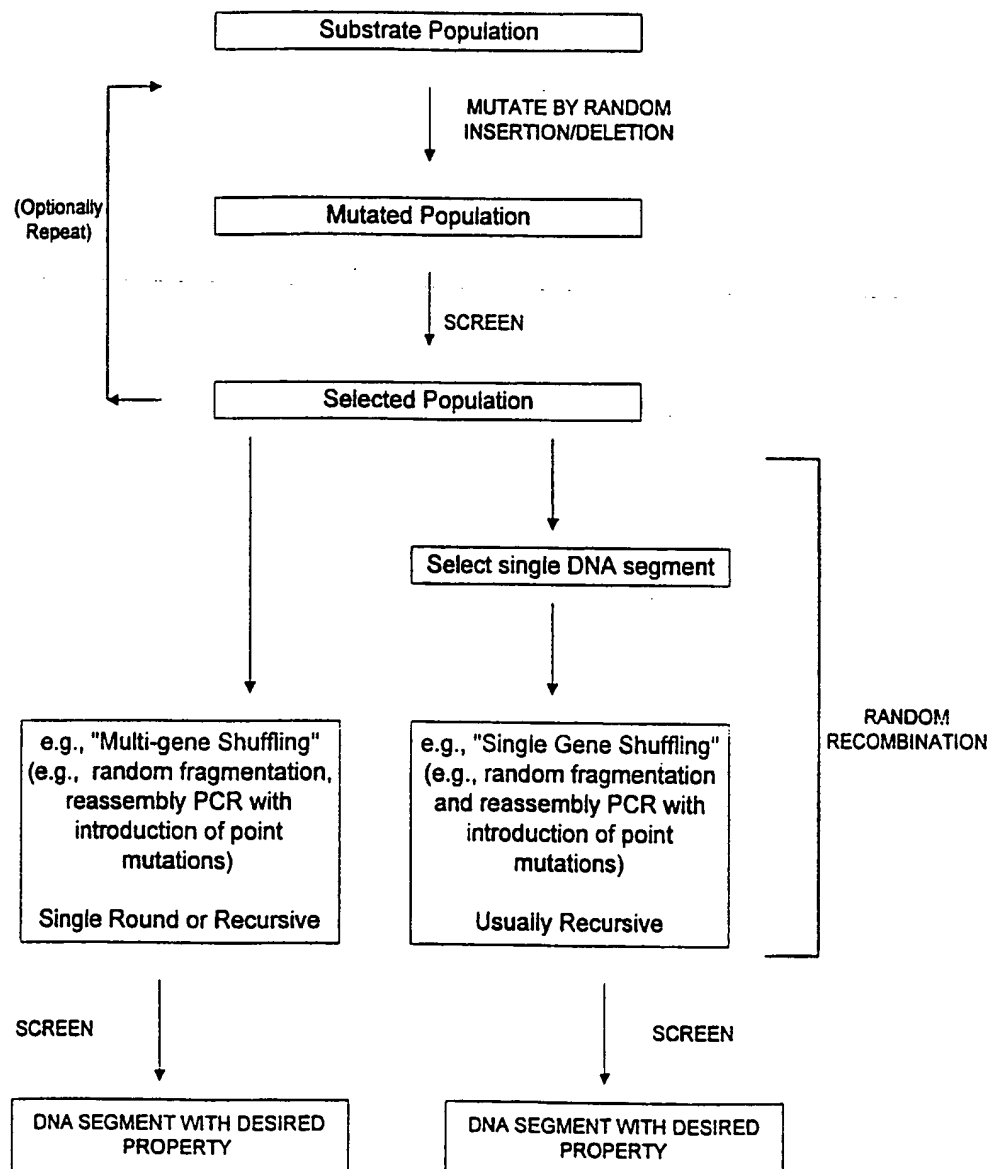 Substrate Population
MUTATE BY RANDOM
INSERTION/DELETION
(Optionally
Repeat)
Mutated Population
SCREEN
Selected Population
Select single DNA segment
e.g., "Multi-gene Shuffling"
(e.g., random fragmentation,
reassembly PCR with
introduction of point
mutations)
Single Round or Recursive
e.g., "Single Gene Shuffling"
(e.g., random fragmentation
and reassembly PCR with
introduction of point
mutations)
Usually Recursive
RANDOM
RECOMBINATION
SCREEN
SCREEN
DNA SEGMENT WITH DESIRED
PROPERTY
DNA SEGMENT WITH DESIRED
PROPERTY